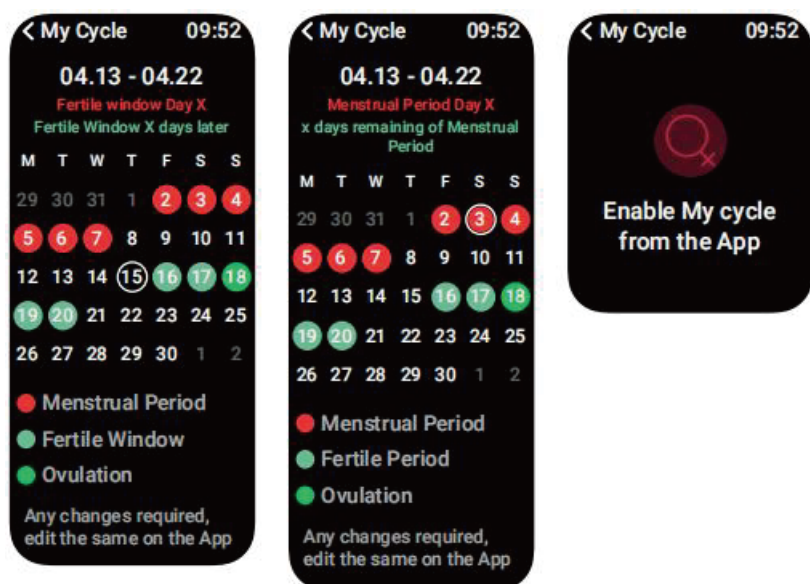 My Cycle 09:52
04.13 - 04.22
Fertile window Day X
Fertile Window X days later
M T W T F S S
29 30 31 1 2 3 4
5 6 7 8 9 10 11
12 13 14 15 16 17 18
19 20 21 22 23 24 25
26 27 28 29 30 1 2
Menstrual Period
Fertile Window
Ovulation
Any changes required,
edit the same on the App
My Cycle 09:52
04.13 - 04.22
Menstrual Period Day X
x days remaining of Menstrual
Period
M T W T F S S
29 30 31 1 2 3 4
5 6 7 8 9 10 11
12 13 14 15 16 17 18
19 20 21 22 23 24 25
26 27 28 29 30 1 2
Menstrual Period
Fertile Period
Ovulation
Any changes required,
edit the same on the App
My Cycle 09:52
Enable My cycle
from the App